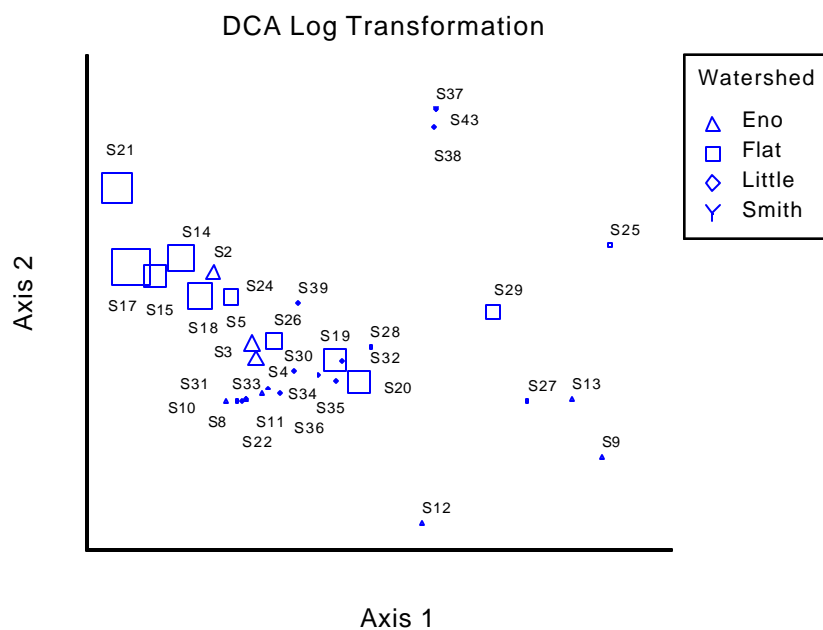 DCA Log Transformation
Watershed
Eno
Flat
Little
Smith
S37
S43
S38
S21
S14
S2
S25
S17
S15
S24
S39
S29
S18
S5
S26
S19
S28
S3
S30
S32
S31
S33
S4
S20
S27
S13
S10
S34
S35
S8
S11
S36
S22
S9
S12
Axis 2
Axis 1